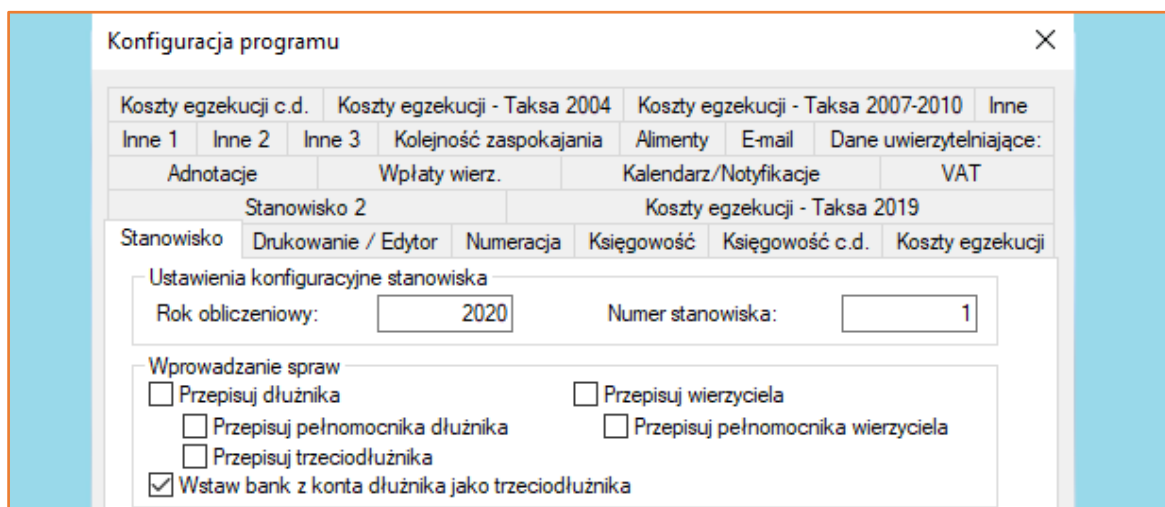 Konfiguracja programu
Koszty egzekucji c.d. Koszty egzekucji - Taksa 2004 Koszty egzekucji - Taksa 2007-2010 Inne
Inne 1 Inne 2 Inne 3 Kolejność zaspokajania Alimenty E-mail Dane uwierzytelniające:
Adnotacje Wpłaty wierz. Kalendarz/Notyfikacje VAT
Stanowisko 2 Koszty egzekucji - Taksa 2019
Stanowisko Drukowanie / Edytor Numeracja Księgowość Księgowość c.d. Koszty egzekucji
Ustawienia konfiguracyjne stanowiska
Rok obliczeniowy: 2020 Numer stanowiska: 1
Wprowadzanie spraw
Przepisuj dłużnika Przepisuj wierzyciela
Przepisuj pełnomocnika dłużnika Przepisuj pełnomocnika wierzyciela
Przepisuj trzeciodłużnika
Wstaw bank z konta dłużnika jako trzeciodłużnika